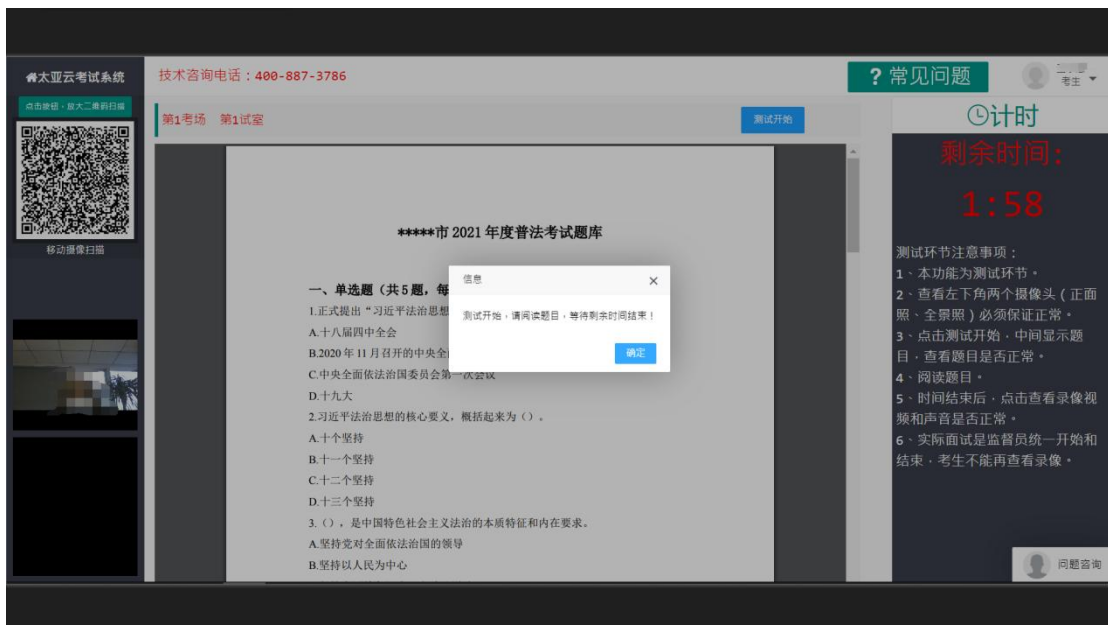 太亚云考试系统
技术咨询电话：400-887-3786
? 常见问题
考生
点击按钮，放大二维码扫描
移动摄像扫描
第1考场 第1试室
测试开始
*****市 2021 年度普法考试题库
一、单选题（共 5 题，每
1.正式提出“习近平法治思想
A.十八届四中全会
B.2020 年 11 月召开的中央全
C.中央全面依法治国委员会第一次会议
D.十九大
2.习近平法治思想的核心要义，概括起来为（）。
A.十个坚持
B.十一个坚持
C.十二个坚持
D.十三个坚持
3.（），是中国特色社会主义法治的本质特征和内在要求。
A.坚持党对全面依法治国的领导
B.坚持以人民为中心
信息
测试开始，请阅读题目，等待剩余时间结束！
确定
计时
剩余时间：
1:58
测试环节注意事项：
1、本功能为测试环节。
2、查看左下角两个摄像头（正面
照、全景照）必须保证正常。
3、点击测试开始，中间显示题
目，查看题目是否正常。
4、阅读题目。
5、时间结束后，点击查看录像视
频和声音是否正常。
6、实际面试是监督员统一开始和
结束，考生不能再查看录像。
问题咨询